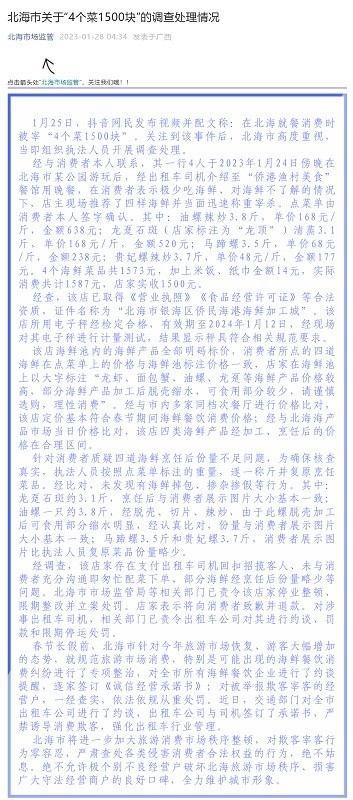 北海市关于“4个菜1500块”的调查处理情况
北海市场监管 2023-01-28 04:34 发表于广西
点击箭头处“北海市场监管”，关注我们哦！！
1月25日，抖音网民发布视频并配文称：在北海就餐消费时
被宰“4个菜1500块”。关注到该事件后，北海市高度重视，
当即组织执法人员开展调查处理。
经与消费者本人联系，其一行4人于2023年1月24日傍晚在
北海市某公园游玩后，经出租车司机介绍至“侨港渔村美食”
餐馆用晚餐，在消费者表示极少吃海鲜、对海鲜不了解的情况
下，店主现场推荐了四样海鲜并当面迅速称重宰杀。点菜单由
消费者本人签字确认。其中：油螺辣炒3.8斤，单价168元/
斤，金额638元；龙趸石斑（店家标注为“龙顶”）清蒸3.1
斤，单价168元/斤，金额520元；马蹄螺3.5斤，单价68元
/斤，金额238元；贵妃螺辣炒3.7斤，单价48元/斤，金额177
元。4个海鲜菜品共1573元，加上米饭、纸巾金额14元，实际
消费共计1587元，店家实收1500元。
经查，该店已取得《营业执照》《食品经营许可证》等合法
资质，证件名称为“北海市银海区侨民海港海鲜加工城”。该
店所用电子秤经检定合格，有效期至2024年1月12日，经现场
对其电子秤进行计量测试，结果显示秤具符合相关规范要求。
该店海鲜池内的海鲜产品全部明码标价，消费者所点的四道
海鲜在点菜单上的价格与海鲜池标注价格一致，店家在海鲜池
上以大字标注“龙虾、面包蟹、油螺、龙趸等海鲜产品价格较
高，部分海鲜产品加工后脱壳缩水，可食用部分较少，请谨慎
选购，理性消费”。经与市内多家同档次餐厅进行价格比对，
该店定价基本符合春节期间海鲜餐饮消费价格；经与北海海产
品市场当日价格比对，该店四类海鲜产品经加工、烹饪后的价
格在合理区间。
针对消费者质疑四道海鲜烹饪后份量不足问题，为确保核查
真实，执法人员按照点菜单标注的重量，逐一称斤并复原烹饪
菜品。经比对，未发现有海鲜掉包、掺杂掺假等行为。其中：
龙趸石斑约3.1斤，烹饪后与消费者展示图片大小基本一致；
油螺一只约3.8斤，经脱壳、切片、辣炒，由于此螺脱壳加工
后可食用部分缩水明显，经认真比对，份量与消费者展示图片
大小基本一致；马蹄螺3.5斤和贵妃螺3.7斤，消费者展示图
片比执法人员复原菜品份量略少。
经调查，该店存在支付出租车司机回扣招揽客人、未与消费
者充分沟通即匆忙配菜下单、部分海鲜经烹饪后份量略少等
问题。北海市市场监管局等相关部门已责令该店停业整顿、
限期整改并立案处罚。店家表示将向消费者致歉并退款。对涉
事出租车司机，相关部门已责令公司对其进行约谈、罚
款和限期停运处罚。
春节长假前，北海市针对今年旅游市场恢复、游客大幅增加
的态势，就规范旅游市场消费，特别是可能出现的海鲜餐饮消
费纠纷进行了专项整治，对全市所有海鲜餐饮企业进行了约谈
提醒，逐家签订《诚信经营承诺书》；对被举报欺客宰客的经
营户，一经查实，依法依规从重处罚。近日，交通部门对全市
出租车公司进行了约谈，出租车公司与司机签订了承诺书，严
禁诱导消费欺客，强化出租车行业管理。
北海市将进一步加大旅游消费市场秩序整顿，对欺客宰客行
为零容忍，严肃查处各类侵害消费者合法权益的行为，绝不姑
息，绝不允许极个别不良经营户破坏北海旅游市场秩序、损害
广大守法经营商户的良好口碑，全力维护城市形象。